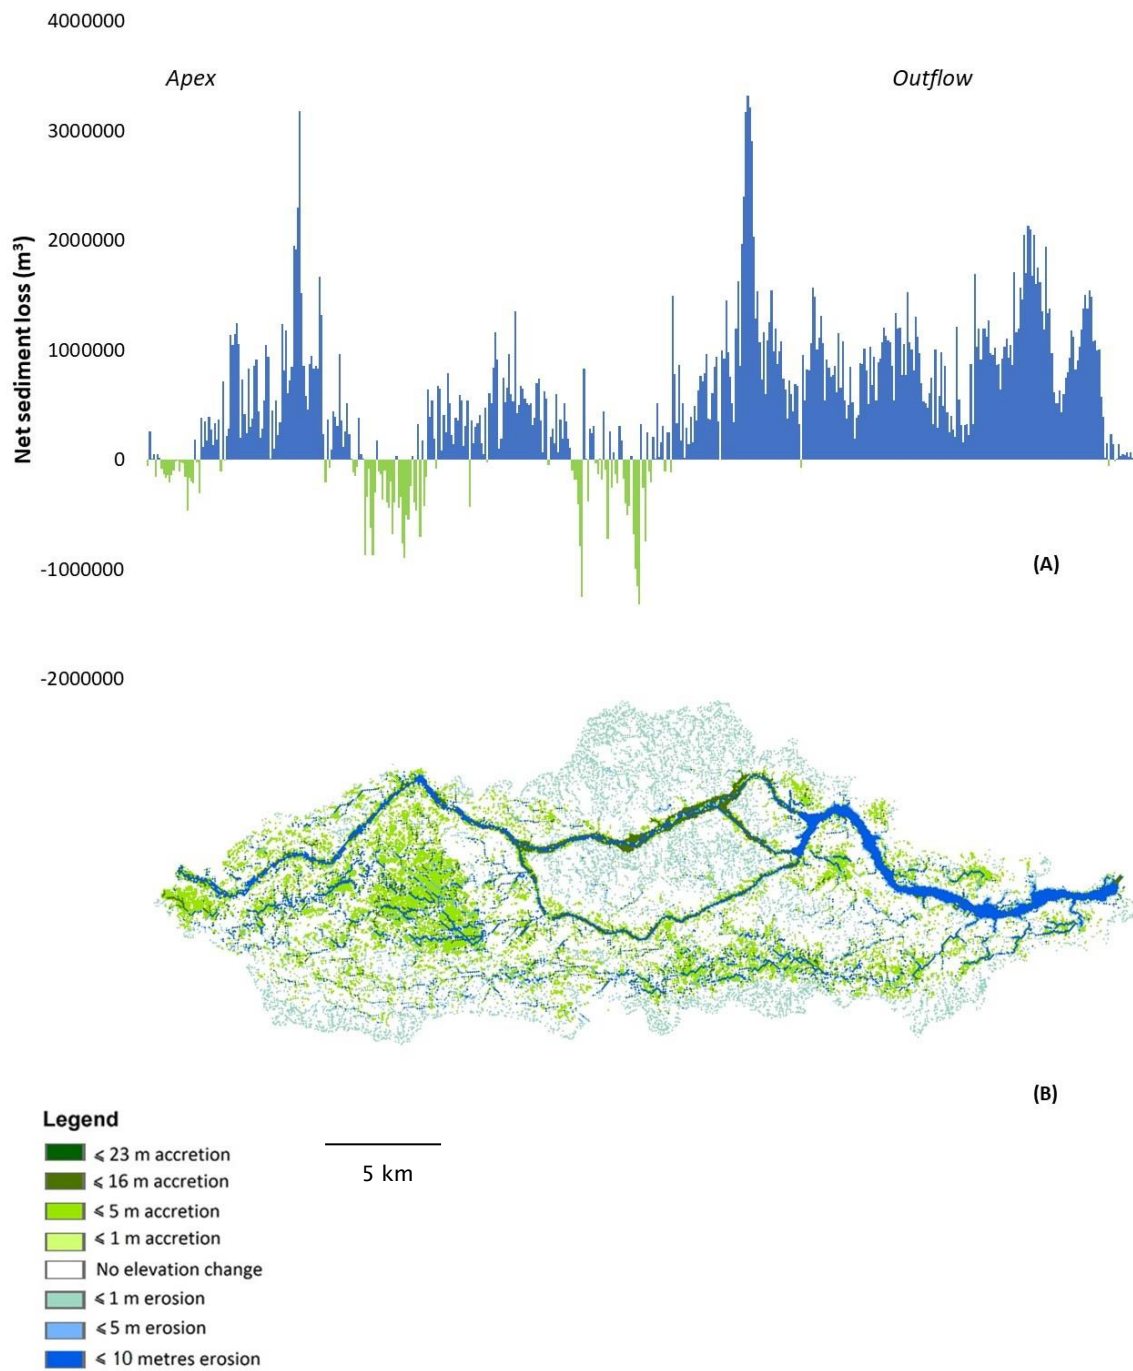 4000000
Apex
Outflow
3000000
2000000
Net sediment loss (m³)
1000000
0
-1000000
(A)
-2000000
(B)
Legend
⩽ 23 m accretion
⩽ 16 m accretion
⩽ 5 m accretion
⩽ 1 m accretion
No elevation change
⩽ 1 m erosion
⩽ 5 m erosion
⩽ 10 metres erosion
5 km